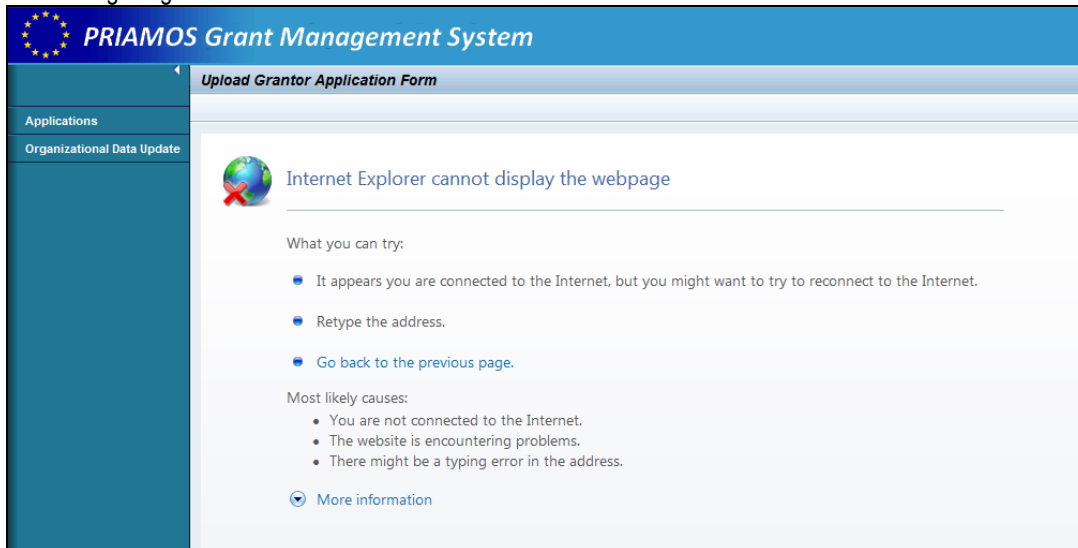 PRIAMOS Grant Management System
Upload Grantor Application Form
Applications
Organizational Data Update
Internet Explorer cannot display the webpage
What you can try:
It appears you are connected to the Internet, but you might want to try to reconnect to the Internet.
Retype the address.
Go back to the previous page.
Most likely causes:
You are not connected to the Internet.
The website is encountering problems.
There might be a typing error in the address.
More information